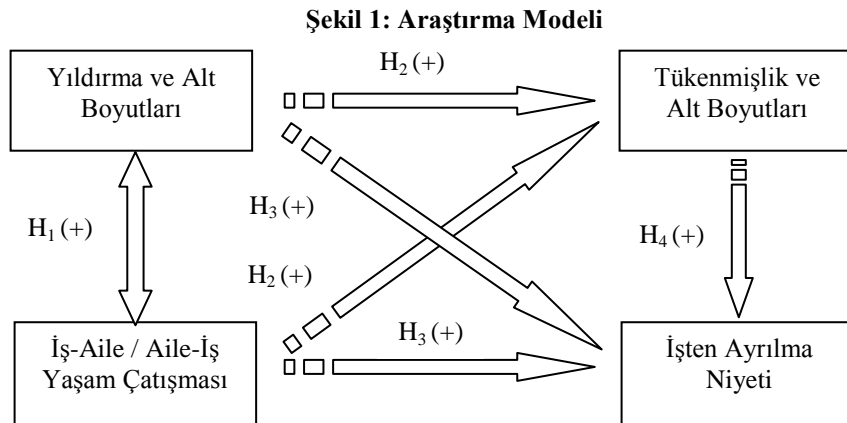 Şekil 1: Araştırma Modeli
H2 (+)
Yıldırma ve Alt
Boyutları
Tükenmişlik ve
Alt Boyutları
H3 (+)
H1 (+)
H4 (+)
H2 (+)
H3 (+)
İş-Aile / Aile-İş
Yaşam Çatışması
İşten Ayrılma
Niyeti